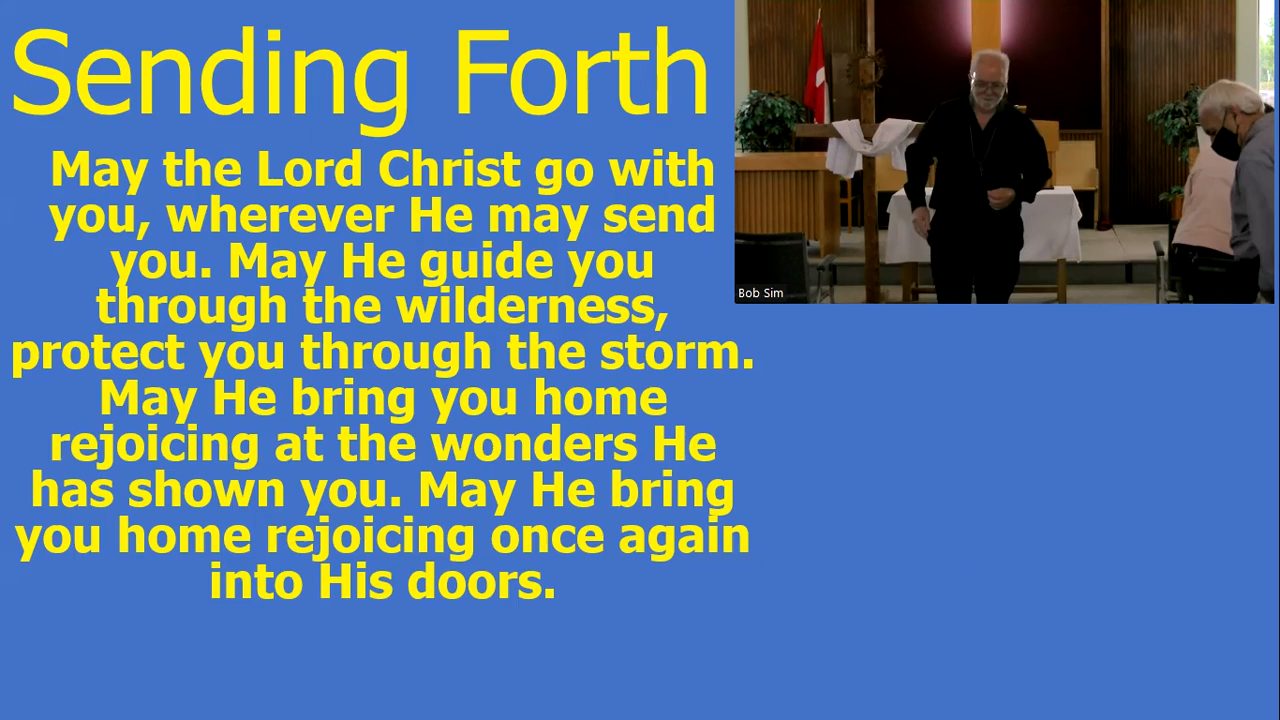 Sending Forth
May the Lord Christ go with
you, wherever He may send
you. May He guide you
through the wilderness,
protect you through the storm.
May He bring you home
rejoicing at the wonders He
has shown you. May He bring
you home rejoicing once again
into His doors.
Bob Sim